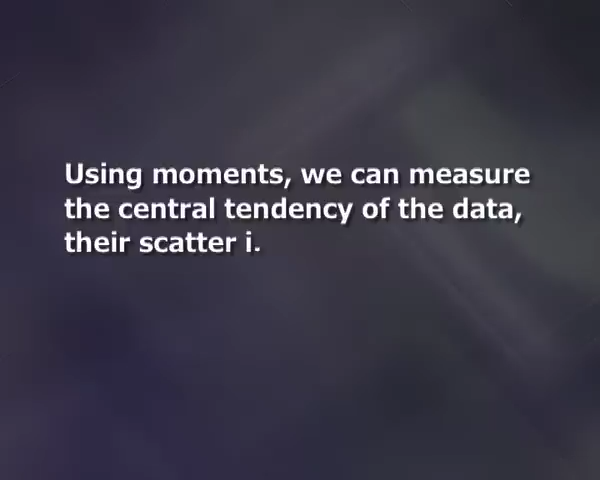 Using moments, we can measure
the central tendency of the data,
their scatter i.